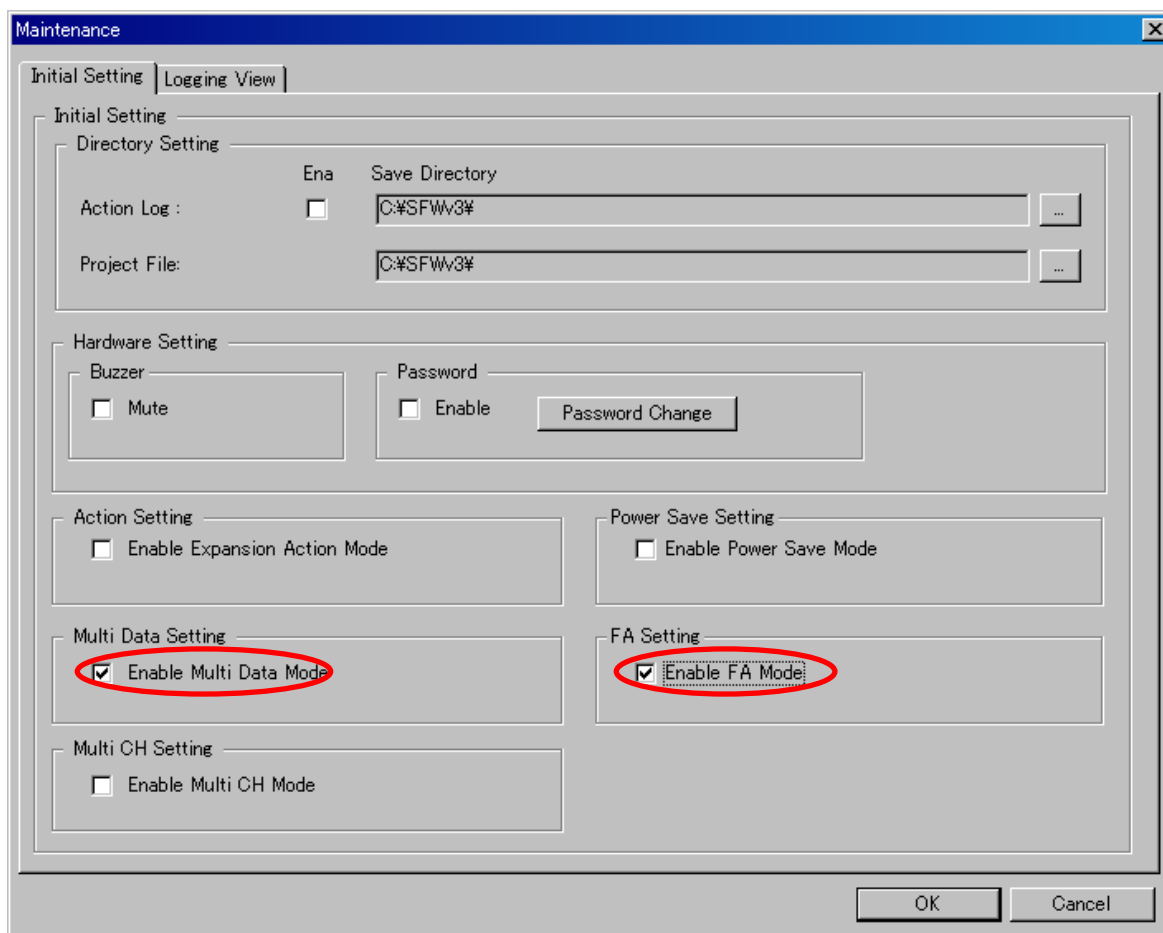 Maintenance
Initial Setting
Logging View
Initial Setting
Directory Setting
Ena Save Directory
Action Log : C:¥SFWv3¥ ...
Project File: C:¥SFWv3¥ ...
Hardware Setting
Buzzer Password
Mute Enable Password Change
Action Setting Power Save Setting
Enable Expansion Action Mode Enable Power Save Mode
Multi Data Setting FA Setting
Enable Multi Data Mode Enable FA Mode
Multi CH Setting
Enable Multi CH Mode
OK Cancel